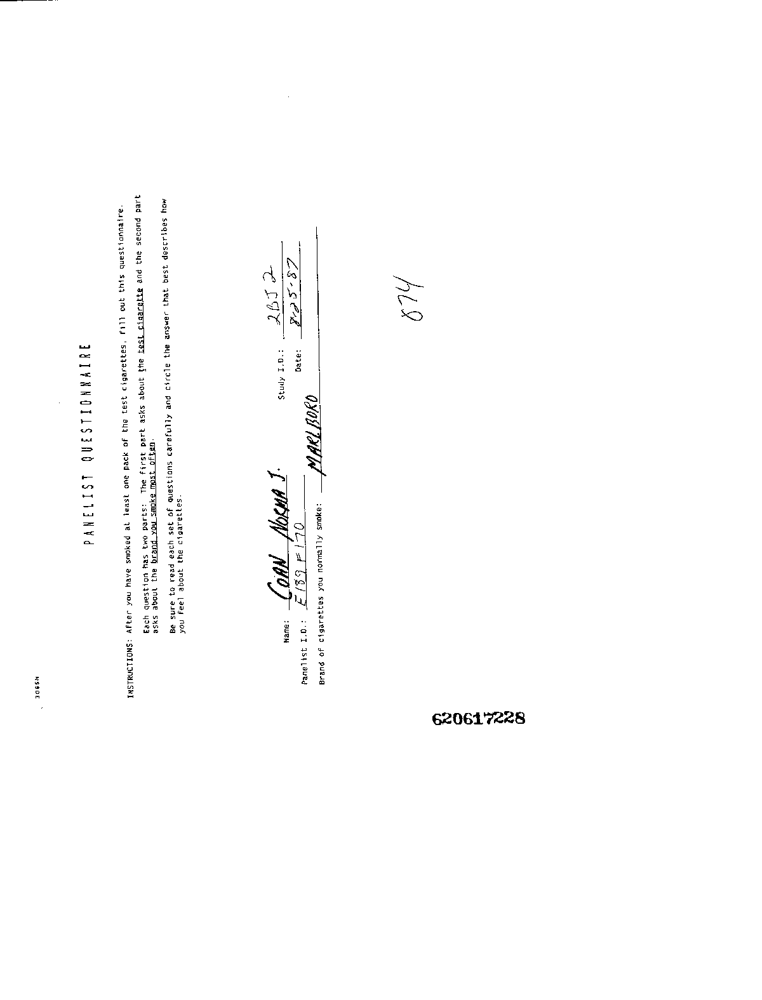 3065N
PANELIST QUESTIONNAIRE
INSTRUCTIONS: After you have smoked at least one pack of the test cigarettes, fill out this questionnaire.
Each question has two parts: The first part asks about the test cigarette and the second part
asks about the brand you smoke most often.
Be sure to read each set of questions carefully and circle the answer that best describes how
you feel about the cigarettes.
Name: COAN NORMA J. Study I.D.: 2BJ2
Panelist I.D.: E189F170 Date: 8-25-87
Brand of cigarettes you normally smoke: MARLBORO
874
620617228